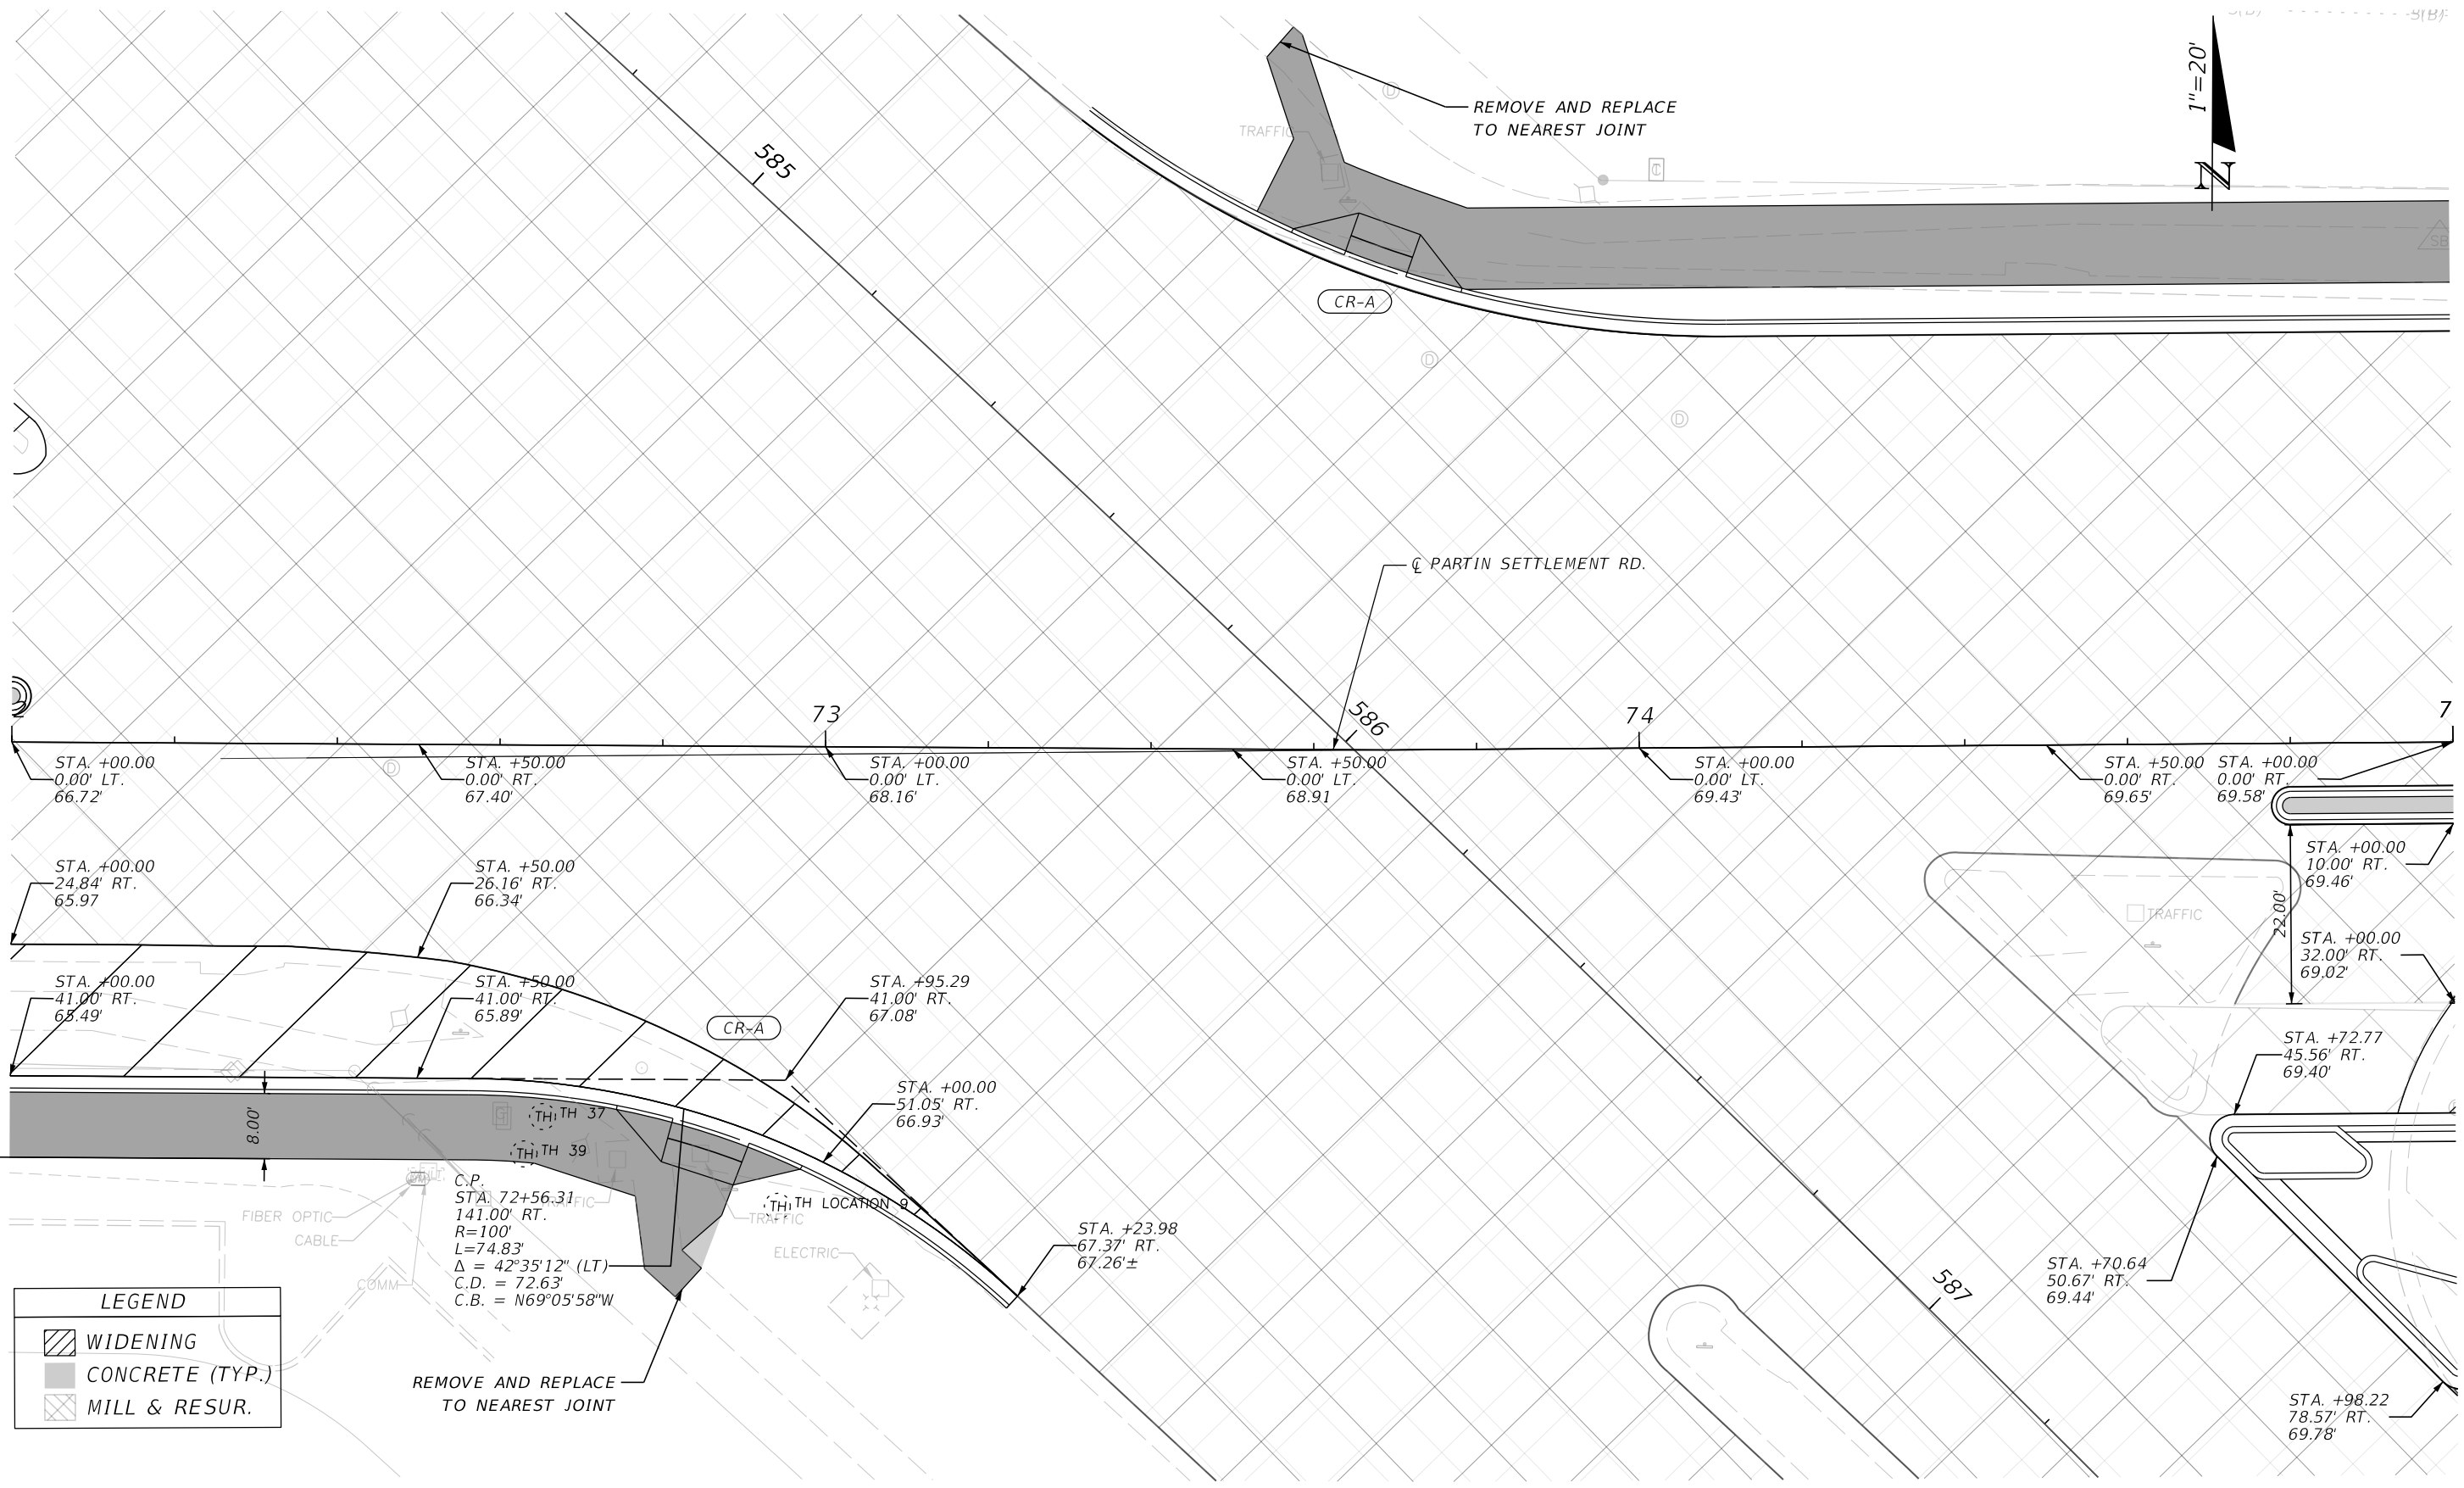 S(B)
S(B)
1"=20'
N
REMOVE AND REPLACE
TO NEAREST JOINT
TRAFFIC
D
585
SB
CR-A
D
D
℄ PARTIN SETTLEMENT RD.
586
73
74
7
STA. +00.00
0.00' LT.
66.72'
D
STA. +50.00
0.00' RT.
67.40'
STA. +00.00
0.00' LT.
68.16'
STA. +50.00
0.00' LT.
68.91
STA. +00.00
0.00' LT.
69.43'
STA. +50.00
0.00' RT.
69.65'
STA. +00.00
0.00' RT.
69.58'
STA. +00.00
10.00' RT.
69.46'
STA. +00.00
24.84' RT.
65.97
STA. +50.00
26.16' RT.
66.34'
TRAFFIC
22.00'
STA. +00.00
32.00' RT.
69.02'
STA. +00.00
41.00' RT.
65.49'
STA. +50.00
41.00' RT.
65.89'
STA. +95.29
41.00' RT.
67.08'
CR-A
STA. +72.77
45.56' RT.
69.40'
STA. +00.00
51.05' RT.
66.93'
8.00'
TH TH 37
TH TH 39
TH TH LOCATION 9
C.P.
STA. 72+56.31
141.00' RT.
R=100'
L=74.83'
Δ = 42°35'12" (LT)
C.D. = 72.63'
C.B. = N69°05'58"W
TRAFFIC
TRAFFIC
FIBER OPTIC
CABLE
COMM
ELECTRIC
STA. +23.98
67.37' RT.
67.26'±
STA. +70.64
50.67' RT.
69.44'
587
LEGEND
WIDENING
CONCRETE (TYP.)
MILL & RESUR.
REMOVE AND REPLACE
TO NEAREST JOINT
STA. +98.22
78.57' RT.
69.78'